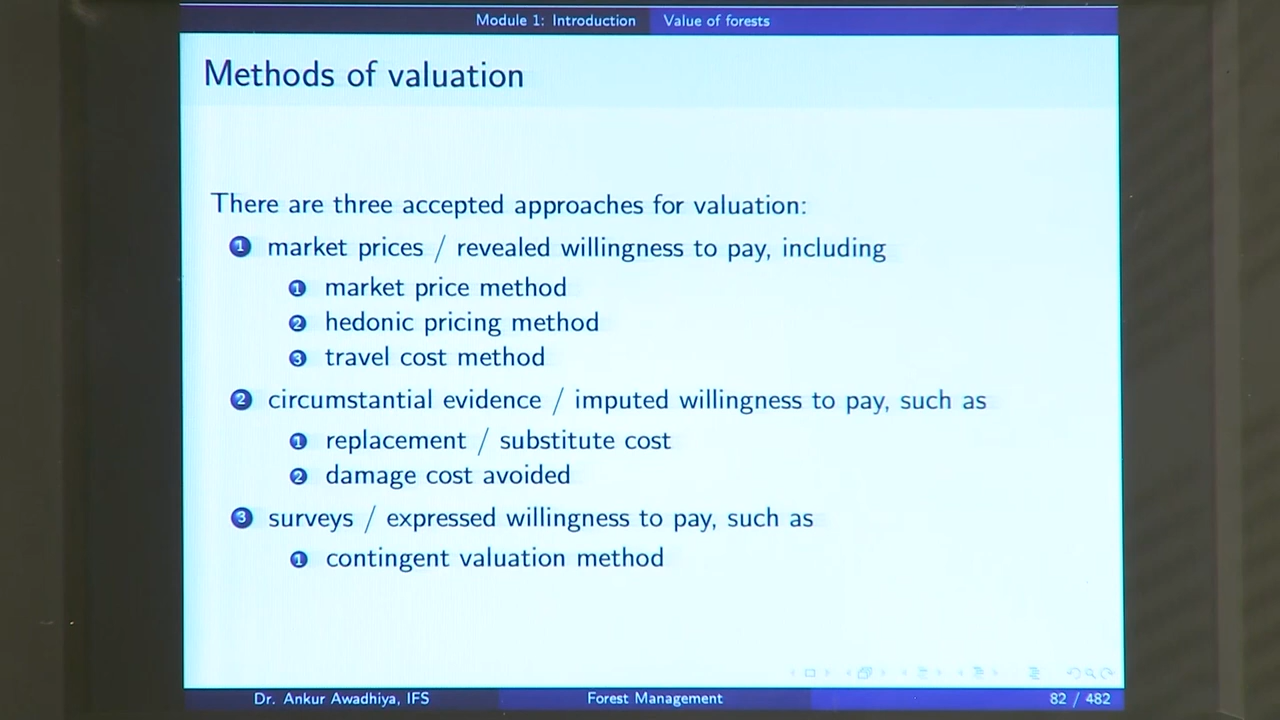 Module 1: Introduction Value of forests
Methods of valuation
There are three accepted approaches for valuation:
1 market prices / revealed willingness to pay, including
1 market price method
2 hedonic pricing method
3 travel cost method
2 circumstantial evidence / imputed willingness to pay, such as
1 replacement / substitute cost
2 damage cost avoided
3 surveys / expressed willingness to pay, such as
1 contingent valuation method
Dr. Ankur Awadhiya, IFS Forest Management 82 / 482